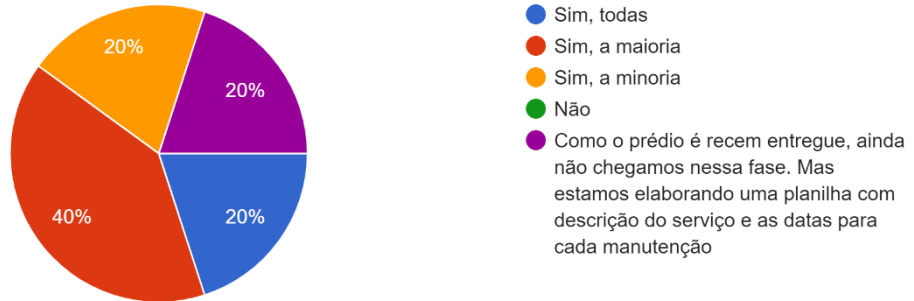 20%
20%
40%
20%
Sim, todas
Sim, a maioria
Sim, a minoria
Não
Como o prédio é recem entregue, ainda
não chegamos nessa fase. Mas
estamos elaborando uma planilha com
descrição do serviço e as datas para
cada manutenção